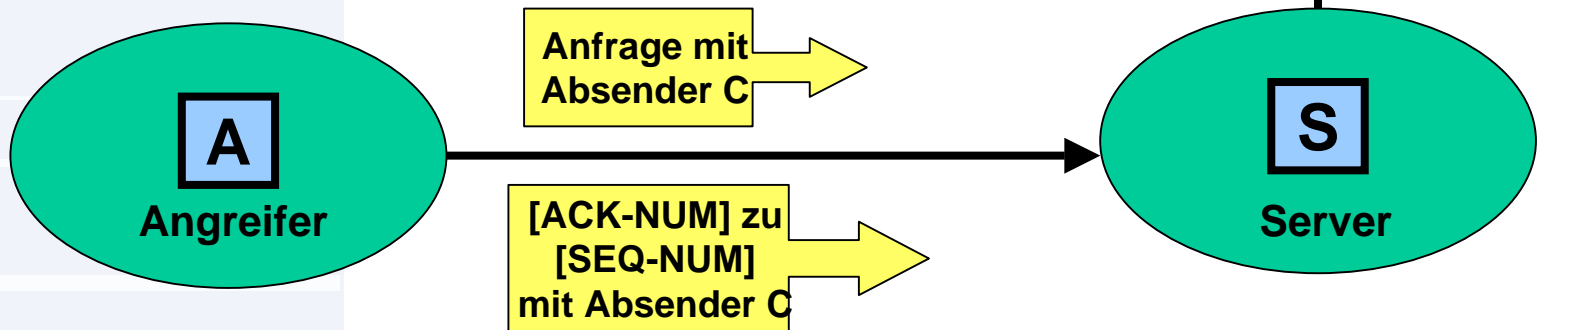 Anfrage mit
Absender C
A
Angreifer
S
Server
[ACK-NUM] zu
[SEQ-NUM]
mit Absender C